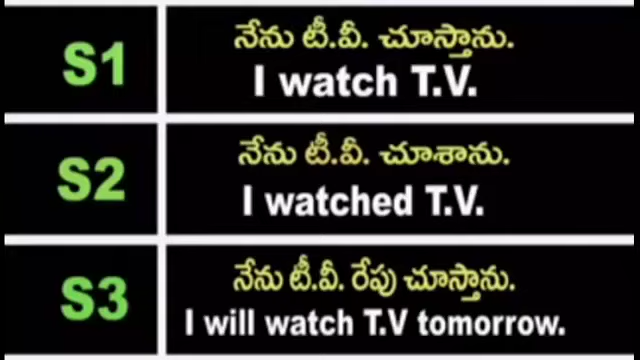 S1
నేను టీ.వీ. చూస్తాను.
I watch T.V.
S2
నేను టీ.వీ. చూశాను.
I watched T.V.
S3
నేను టీ.వీ. రేపు చూస్తాను.
I will watch T.V tomorrow.